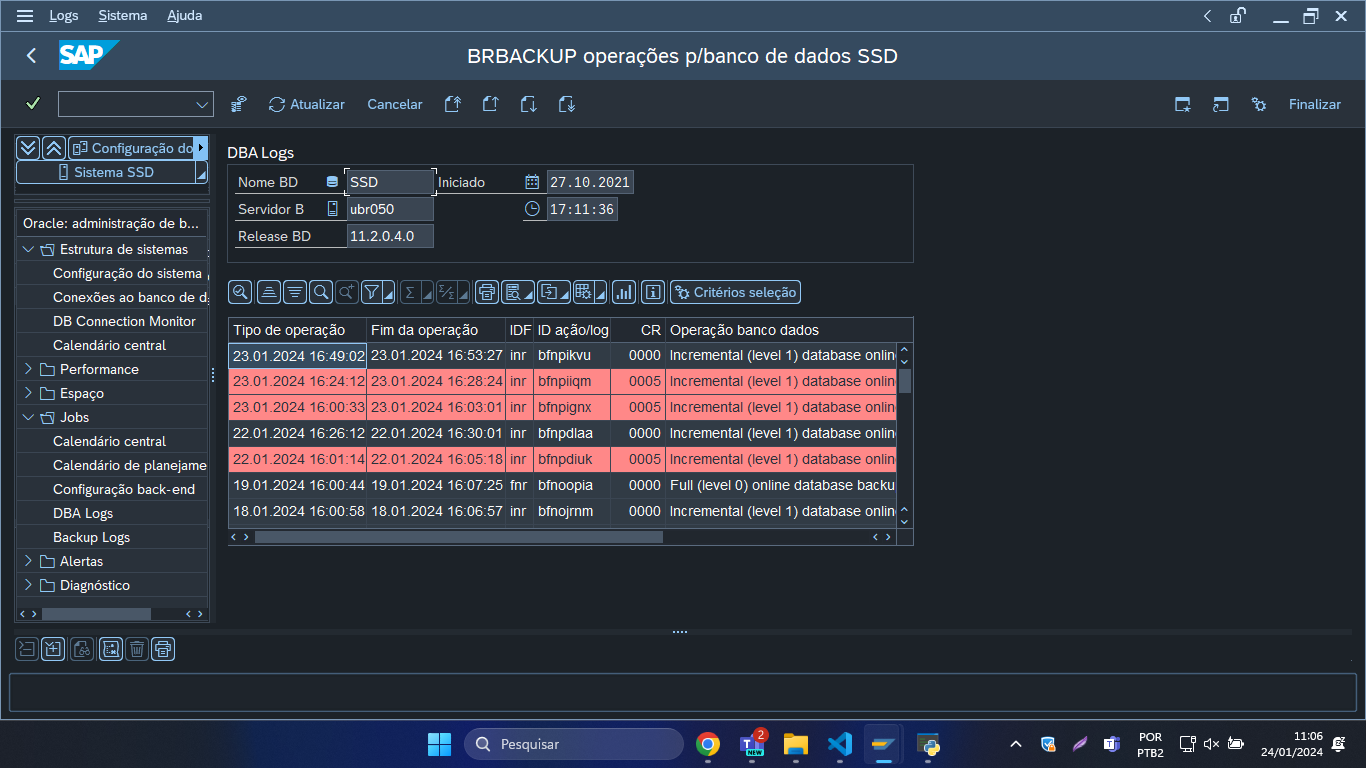 Logs Sistema Ajuda
SAP BRBACKUP operações p/banco de dados SSD
Atualizar Cancelar Finalizar
Configuração do
Sistema SSD
Oracle: administração de b...
Estrutura de sistemas
Configuração do sistema
Conexões ao banco de d
DB Connection Monitor
Calendário central
Performance
Espaço
Jobs
Calendário central
Calendário de planejame
Configuração back-end
DBA Logs
Backup Logs
Alertas
Diagnóstico
DBA Logs
Nome BD SSD Iniciado 27.10.2021
Servidor B ubr050 17:11:36
Release BD 11.2.0.4.0
Critérios seleção
Tipo de operação Fim da operação IDF ID ação/log CR Operação banco dados
23.01.2024 16:49:02 23.01.2024 16:53:27 inr bfnpikvu 0000 Incremental (level 1) database onlin
23.01.2024 16:24:12 23.01.2024 16:28:24 inr bfnpiiqm 0005 Incremental (level 1) database onlin
23.01.2024 16:00:33 23.01.2024 16:03:01 inr bfnpignx 0005 Incremental (level 1) database onlin
22.01.2024 16:26:12 22.01.2024 16:30:01 inr bfnpdlaa 0000 Incremental (level 1) database onlin
22.01.2024 16:01:14 22.01.2024 16:05:18 inr bfnpdiuk 0005 Incremental (level 1) database onlin
19.01.2024 16:00:44 19.01.2024 16:07:25 fnr bfnoopia 0000 Full (level 0) online database backu
18.01.2024 16:00:58 18.01.2024 16:06:57 inr bfnojrnm 0000 Incremental (level 1) database onlin
Pesquisar
2
NEW
POR
PTB2
11:06
24/01/2024